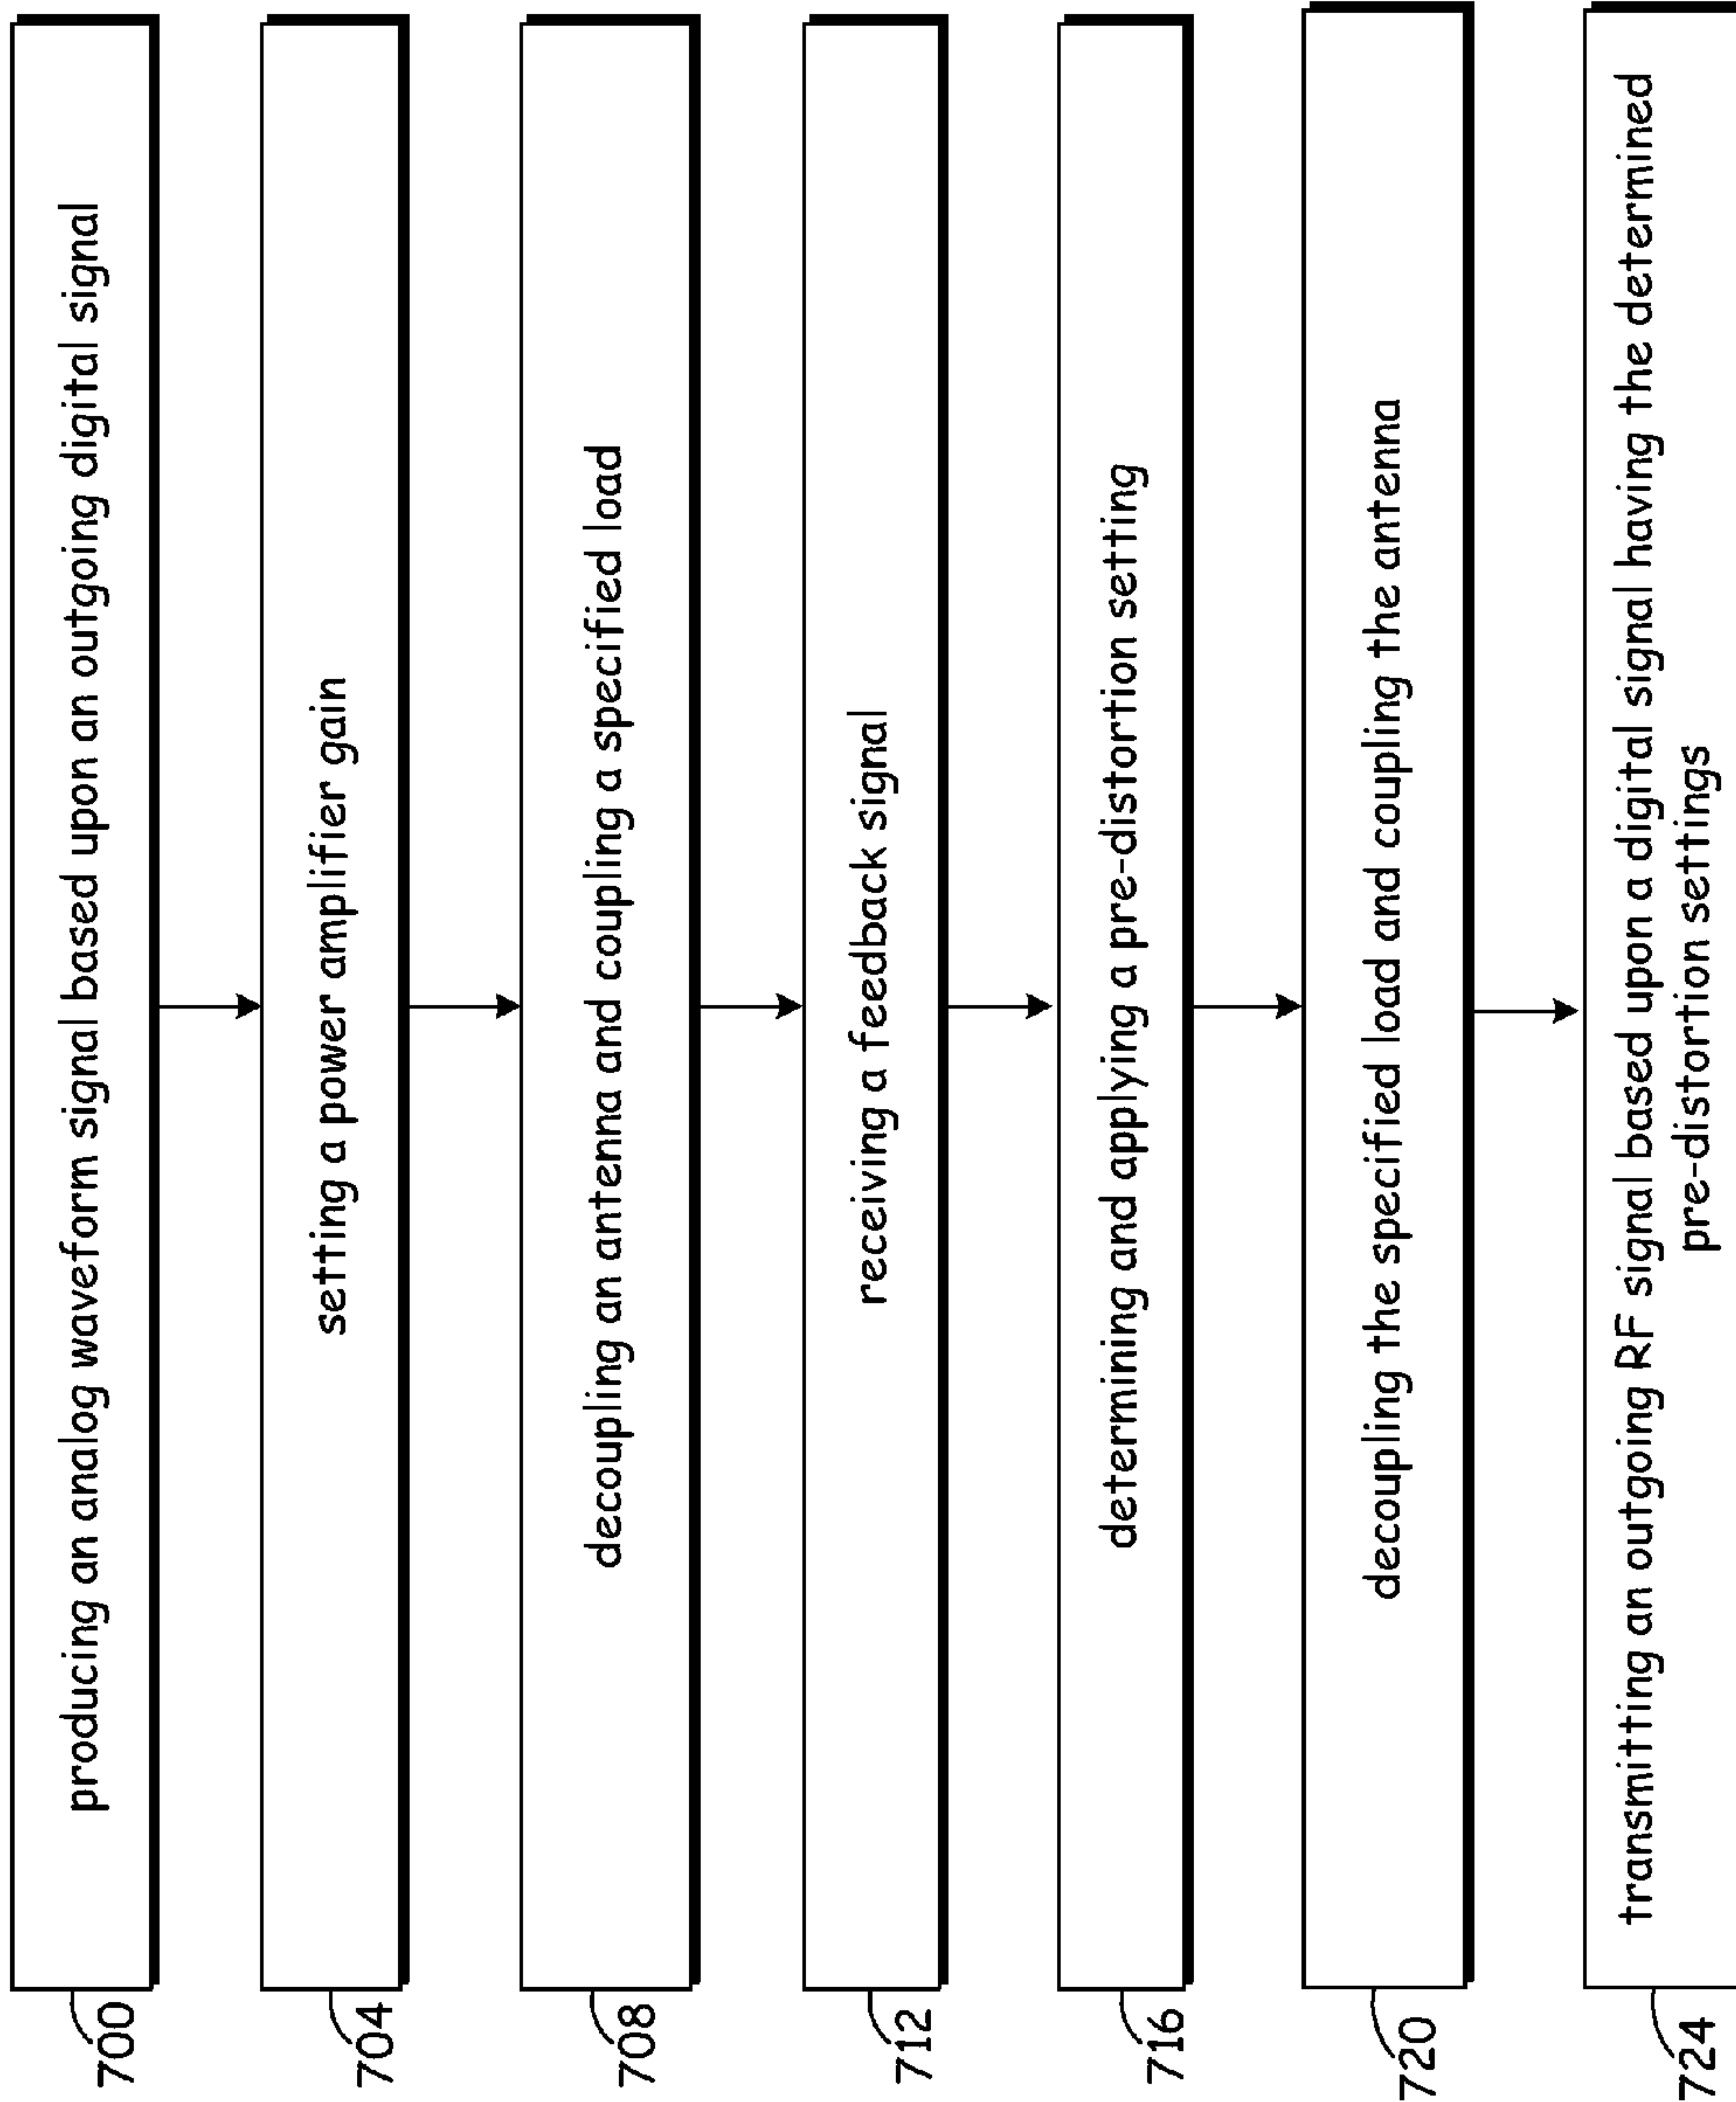 producing an analog waveform signal based upon an outgoing digital signal
700
setting a power amplifier gain
704
decoupling an antenna and coupling a specified load
708
receiving a feedback signal
712
determining and applying a pre-distortion setting
716
decoupling the specified load and coupling the antenna
720
transmitting an outgoing RF signal based upon a digital signal having the determined
pre-distortion settings
724